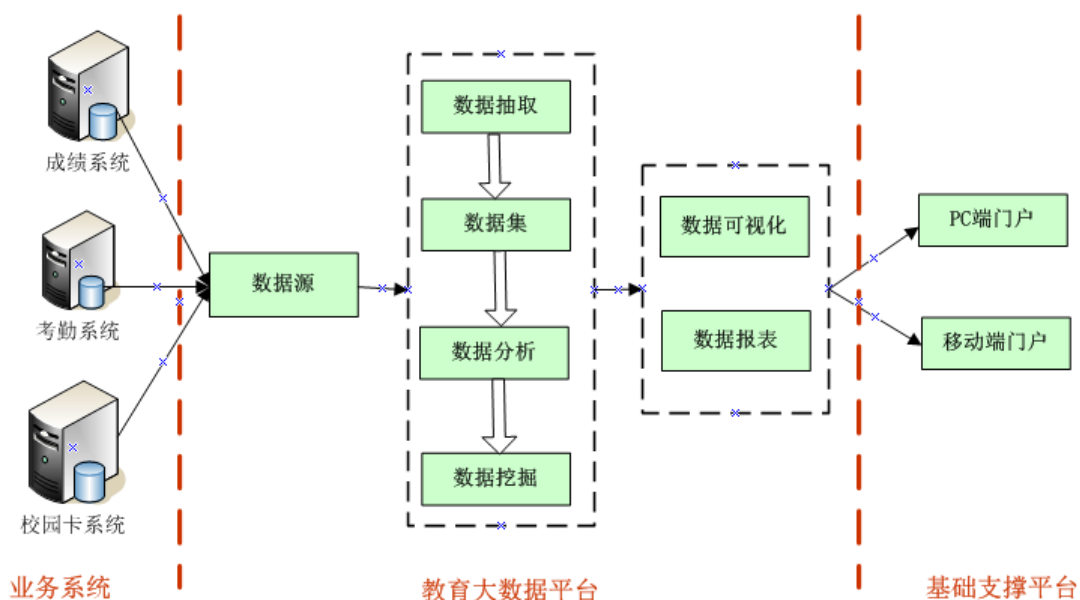 成绩系统
考勤系统
校园卡系统
业务系统
数据源
数据抽取
数据集
数据分析
数据挖掘
数据可视化
数据报表
教育大数据平台
PC端门户
移动端门户
基础支撑平台